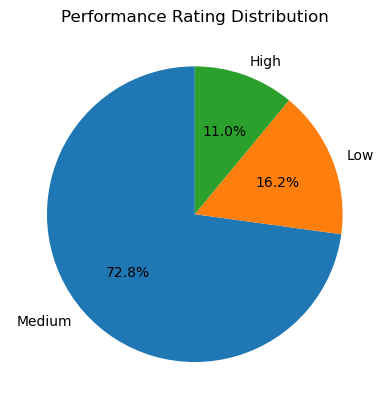 Performance Rating Distribution
High
11.0%
Low
16.2%
72.8%
Medium